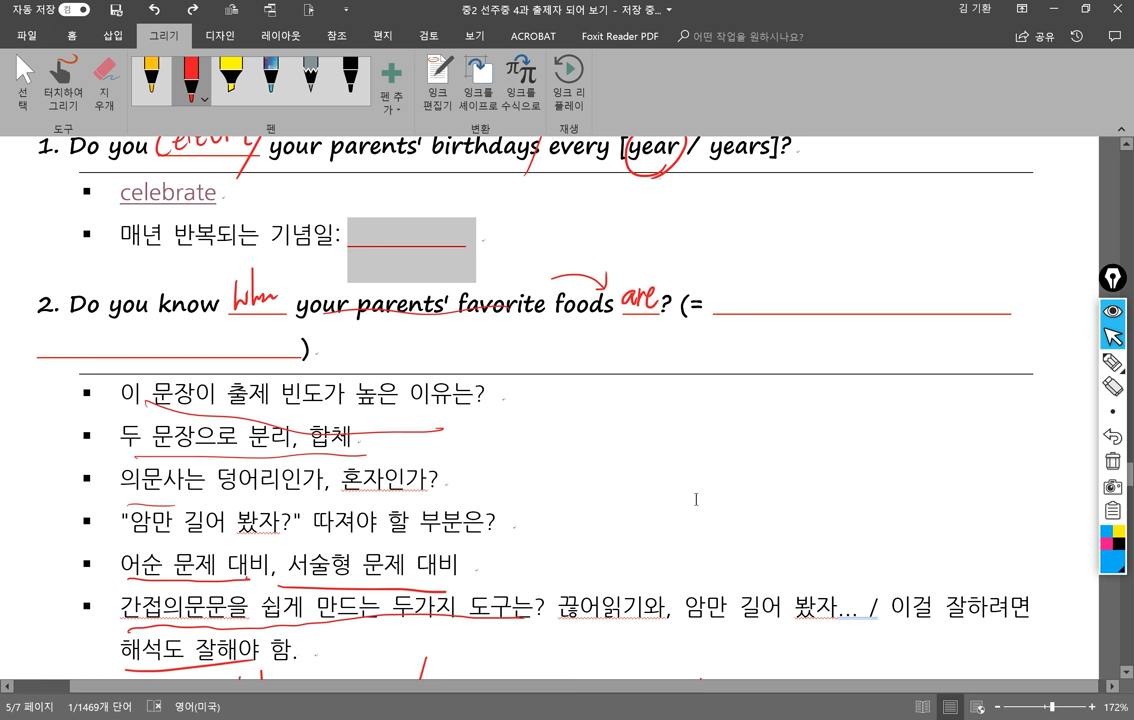 자동 저장 컴 중2 선주중 4과 출제자 되어 보기 - 저장 중... 김 기환
파일 홈 삽입 그리기 디자인 레이아웃 참조 편지 검토 보기 ACROBAT Foxit Reader PDF 어떤 작업을 원하시나요? 공유
선택 터치하여 그리기 지우개 펜 추가 잉크 편집기 잉크를 셰이프로 잉크를 수식으로 잉크 리플레이
도구 펜 변환 재생
1. Do you your parents' birthdays every [year / years]?
celebrate
매년 반복되는 기념일:
2. Do you know your parents' favorite foods are? (=
)
이 문장이 출제 빈도가 높은 이유는?
두 문장으로 분리, 합체
의문사는 덩어리인가, 혼자인가?
"암만 길어 봤자?" 따져야 할 부분은?
어순 문제 대비, 서술형 문제 대비
간접의문문을 쉽게 만드는 두가지 도구는? 끊어읽기와, 암만 길어 봤자... / 이걸 잘하려면
해석도 잘해야 함.
5/7 페이지 1/1469개 단어 영어(미국) 172%